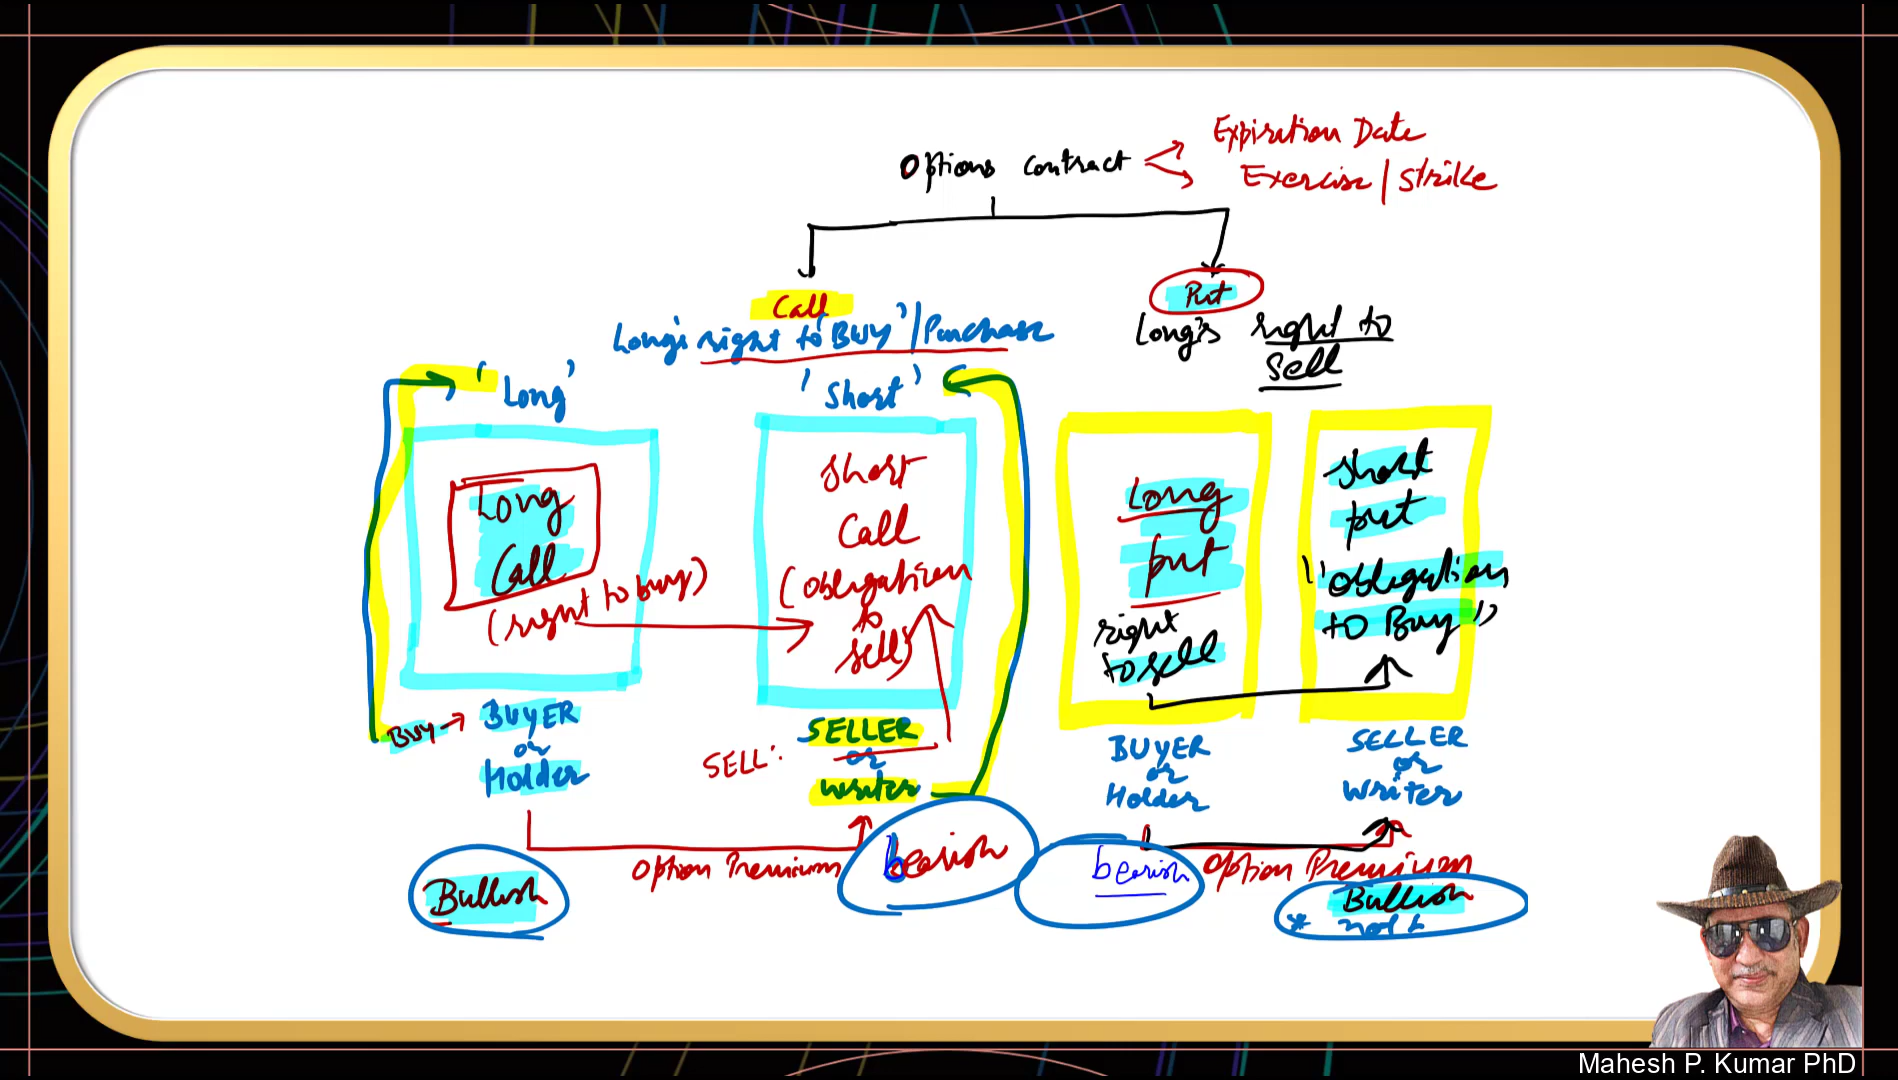 Options Contract
Expiration Date
Exercise / Strike
Call
Put
Long's right to 'BUY' / Purchase
Long's right to
Sell
'Long'
'Short'
Long
Call
(right to buy)
Short
Call
(obligation
to
sell)
Long
put
right
to sell
Short
put
"obligation
to Buy"
Buy → BUYER
or
Holder
SELL: SELLER
or
writer
BUYER
or
Holder
SELLER
or
writer
Option Premium
Option Premium
Bullish
bearish
bearish
Bullish
*
Mahesh P. Kumar PhD